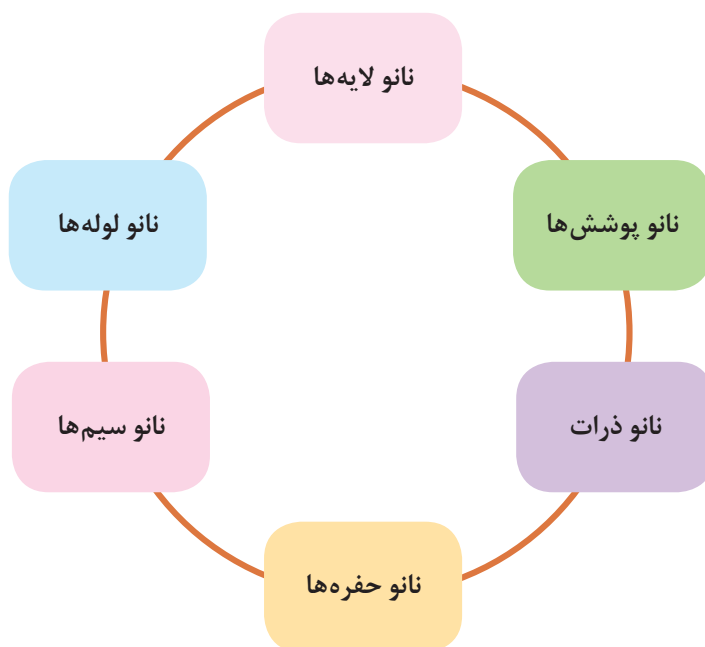 نانو لایه‌ها
نانو پوشش‌ها
نانو لوله‌ها
نانو ذرات
نانو سیم‌ها
نانو حفره‌ها